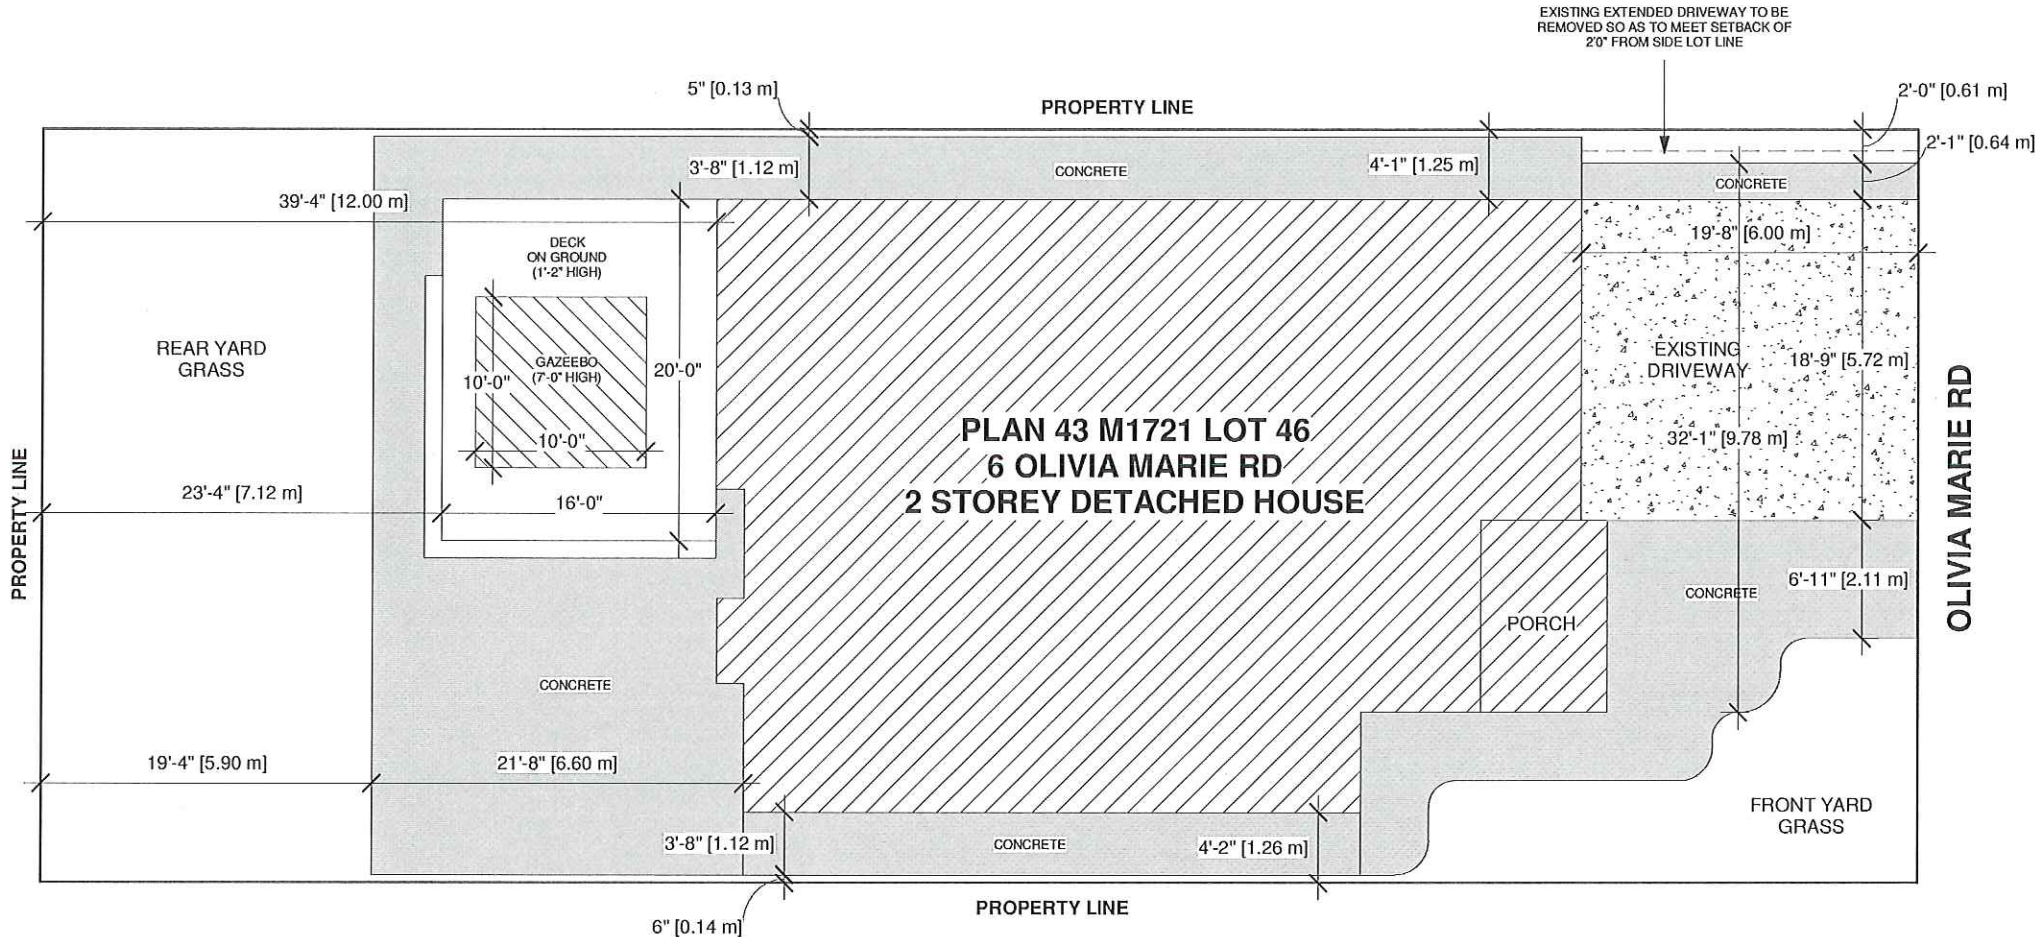 EXISTING EXTENDED DRIVEWAY TO BE
REMOVED SO AS TO MEET SETBACK OF
2'0" FROM SIDE LOT LINE
5" [0.13 m]
PROPERTY LINE
2'-0" [0.61 m]
2'-1" [0.64 m]
3'-8" [1.12 m]
CONCRETE
4'-1" [1.25 m]
CONCRETE
39'-4" [12.00 m]
19'-8" [6.00 m]
DECK
ON GROUND
(1'-2" HIGH)
REAR YARD
GRASS
GAZEEBO
(7'-0" HIGH)
10'-0"
20'-0"
10'-0"
EXISTING
DRIVEWAY
18'-9" [5.72 m]
32'-1" [9.78 m]
PLAN 43 M1721 LOT 46
6 OLIVIA MARIE RD
2 STOREY DETACHED HOUSE
OLIVIA MARIE RD
PROPERTY LINE
23'-4" [7.12 m]
16'-0"
6'-11" [2.11 m]
CONCRETE
PORCH
CONCRETE
19'-4" [5.90 m]
21'-8" [6.60 m]
FRONT YARD
GRASS
3'-8" [1.12 m]
CONCRETE
4'-2" [1.26 m]
6" [0.14 m]
PROPERTY LINE